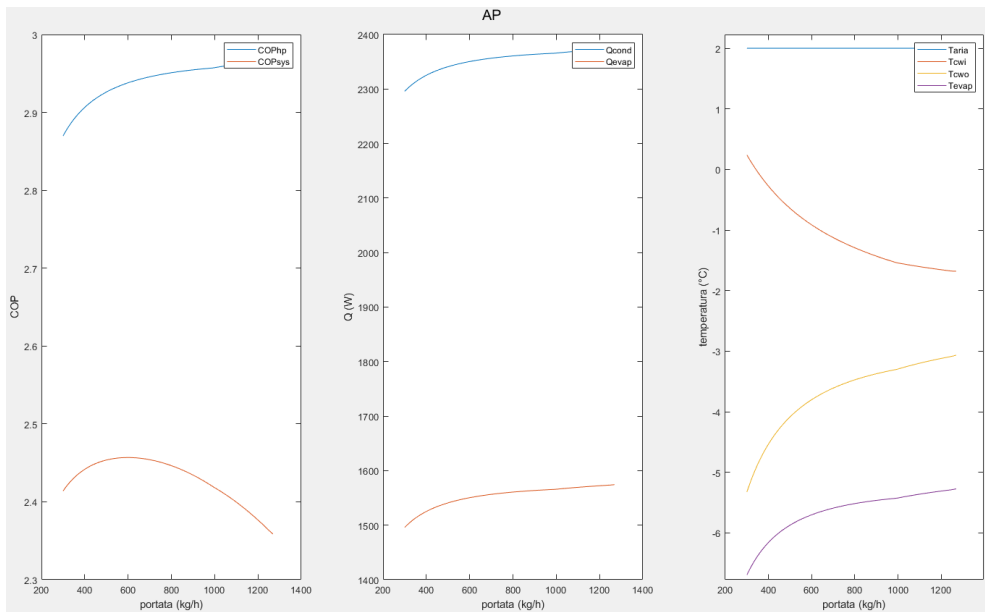 AP
COP
3
2.9
2.8
2.7
2.6
2.5
2.4
2.3
200 400 600 800 1000 1200 1400
portata (kg/h)
COPhp
COPsys
Q (W)
2400
2300
2200
2100
2000
1900
1800
1700
1600
1500
1400
200 400 600 800 1000 1200 1400
portata (kg/h)
Qcond
Qevap
temperatura (°C)
2
1
0
-1
-2
-3
-4
-5
-6
200 400 600 800 1000 1200
portata (kg/h)
Taria
Tcwi
Tcwo
Tevap